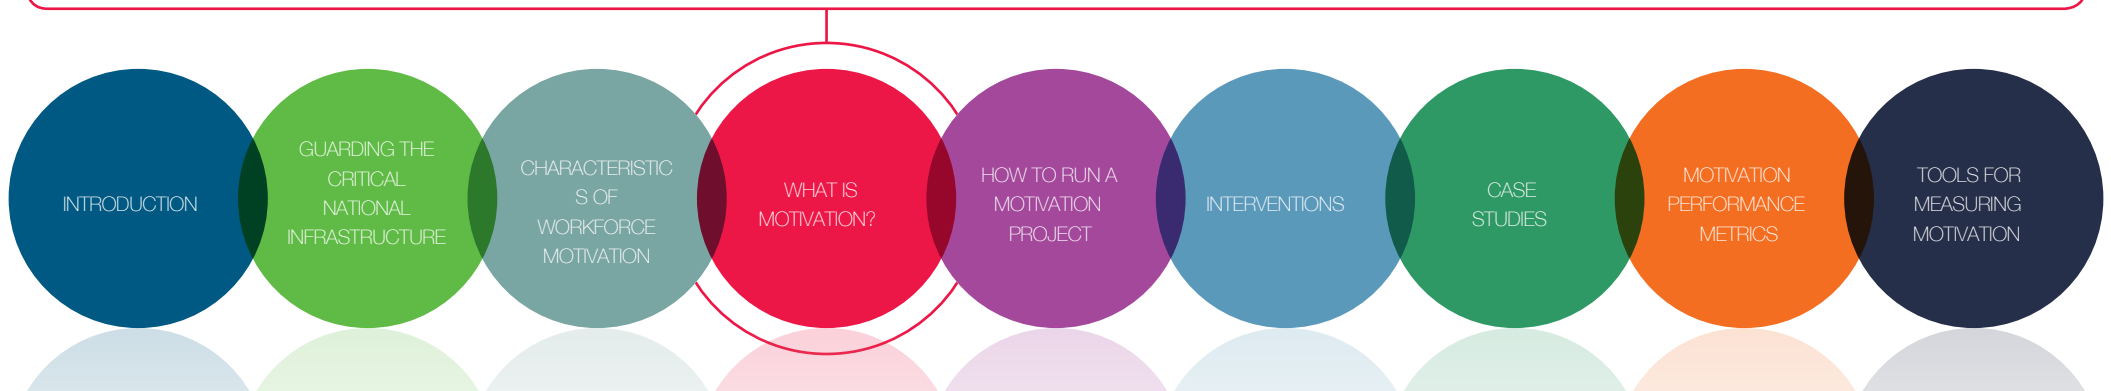 INTRODUCTION
GUARDING THE
CRITICAL
NATIONAL
INFRASTRUCTURE
CHARACTERISTIC
S OF
WORKFORCE
MOTIVATION
WHAT IS
MOTIVATION?
HOW TO RUN A
MOTIVATION
PROJECT
INTERVENTIONS
CASE
STUDIES
MOTIVATION
PERFORMANCE
METRICS
TOOLS FOR
MEASURING
MOTIVATION